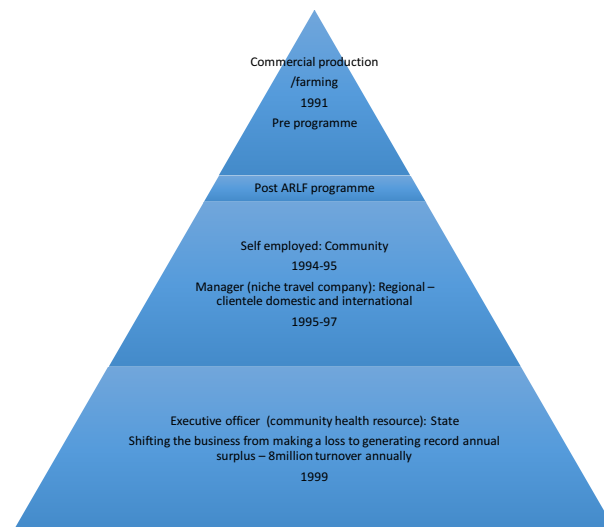 Commercial production
/farming
1991
Pre programme
Post ARLF programme
Self employed: Community
1994-95
Manager (niche travel company): Regional –
clientele domestic and international
1995-97
Executive officer (community health resource): State
Shifting the business from making a loss to generating record annual
surplus – 8million turnover annually
1999